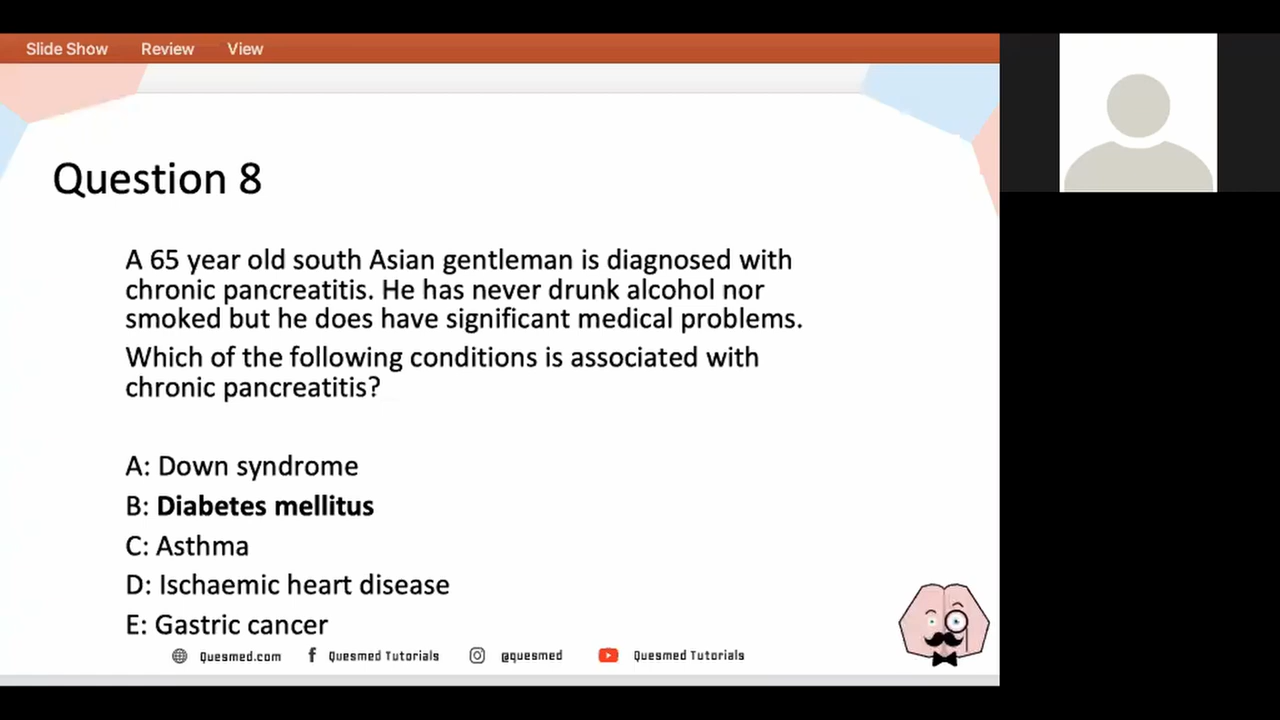 Slide Show Review View
Question 8
A 65 year old south Asian gentleman is diagnosed with
chronic pancreatitis. He has never drunk alcohol nor
smoked but he does have significant medical problems.
Which of the following conditions is associated with
chronic pancreatitis?
A: Down syndrome
B: Diabetes mellitus
C: Asthma
D: Ischaemic heart disease
E: Gastric cancer
Quesmed.com Quesmed Tutorials @quesmed Quesmed Tutorials